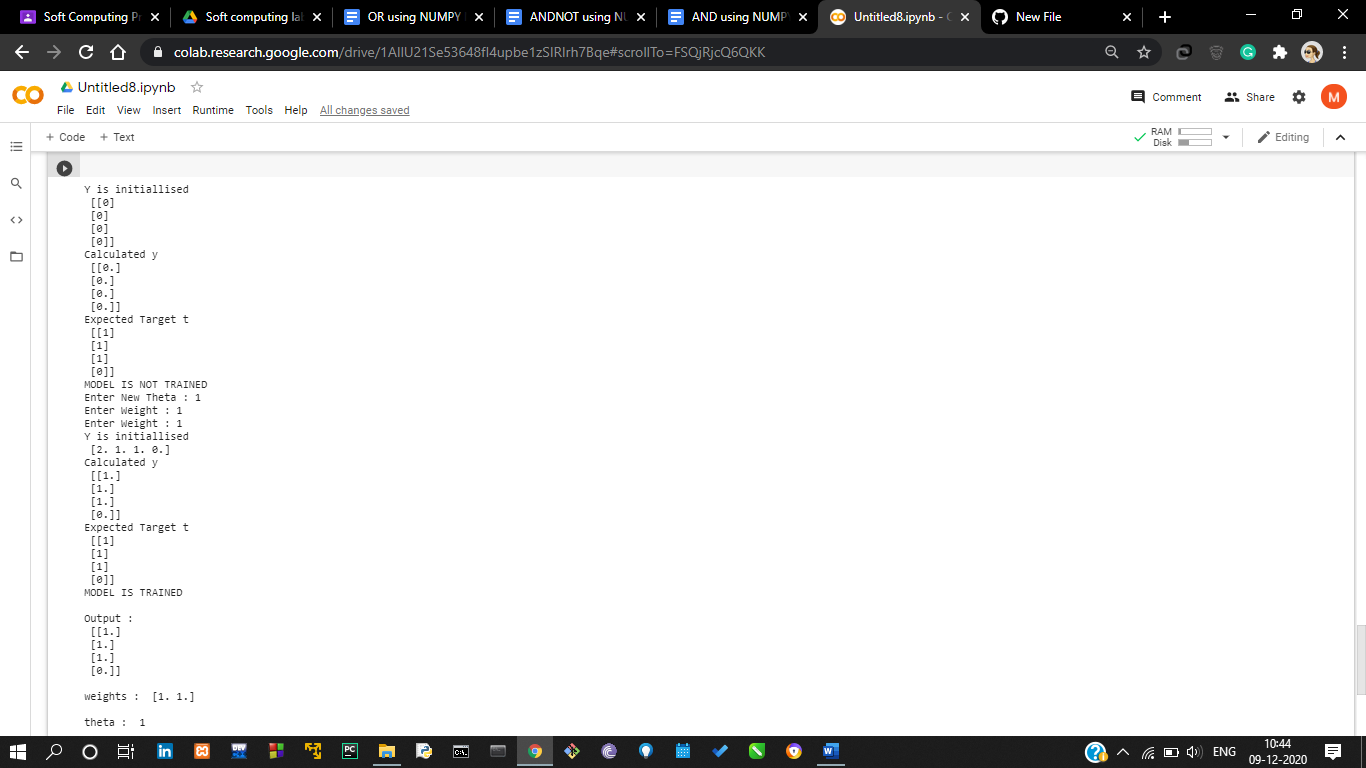 Soft Computing Pr
Soft computing la
OR using NUMPY
ANDNOT using NU
AND using NUMPY
Untitled8.ipynb - C
New File
colab.research.google.com/drive/1AIlU21Se53648fI4upbe1zSIRIrh7Bqe#scrollTo=FSQjRjcQ6QKK
Untitled8.ipynb
Comment
Share
M
File Edit View Insert Runtime Tools Help All changes saved
+ Code + Text
RAM
Disk
Editing
Y is initiallised
[[0]
[0]
[0]
[0]]
Calculated y
[[0.]
[0.]
[0.]
[0.]]
Expected Target t
[[1]
[1]
[1]
[0]]
MODEL IS NOT TRAINED
Enter New Theta : 1
Enter Weight : 1
Enter Weight : 1
Y is initiallised
[2. 1. 1. 0.]
Calculated y
[[1.]
[1.]
[1.]
[0.]]
Expected Target t
[[1]
[1]
[1]
[0]]
MODEL IS TRAINED
Output :
[[1.]
[1.]
[1.]
[0.]]
weights :  [1. 1.]
theta :  1
ENG
10:44
09-12-2020